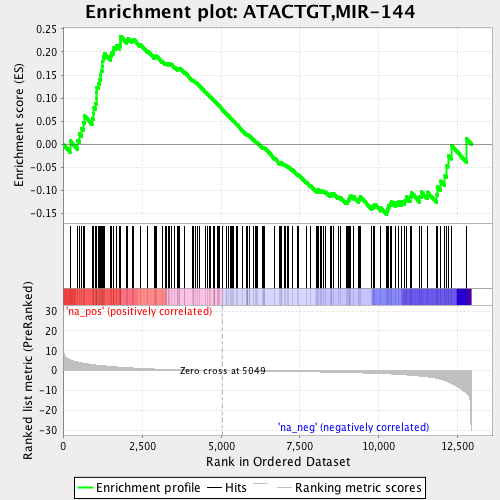 Enrichment plot: ATACTGT,MIR-144
Enrichment score (ES)
0.25
0.20
0.15
0.10
0.05
0.00
-0.05
-0.10
-0.15
Ranked list metric (PreRanked)
30
20
10
0
-10
-20
-30
'na_pos' (positively correlated)
Zero cross at 5049
'na_neg' (negatively correlated)
0
2,500
5,000
7,500
10,000
12,500
Rank in Ordered Dataset
Enrichment profile
Hits
Ranking metric scores